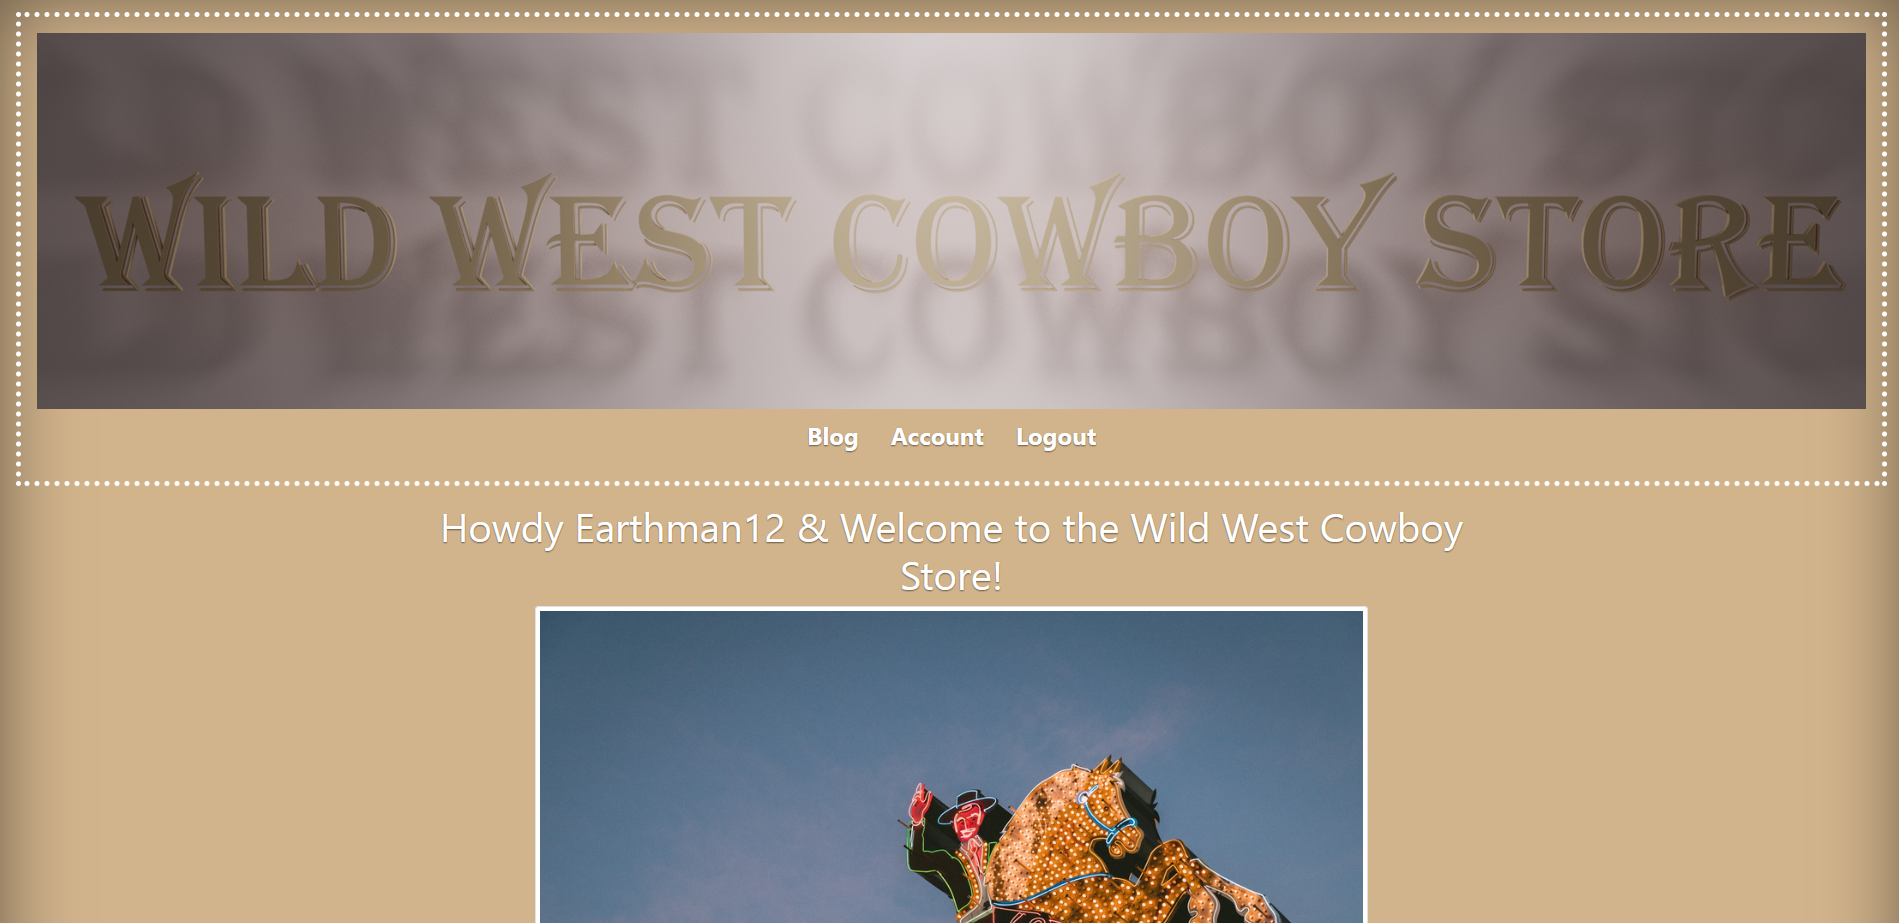 WILD WEST COWBOY STORE
Blog Account Logout
Howdy Earthman12 & Welcome to the Wild West Cowboy
Store!